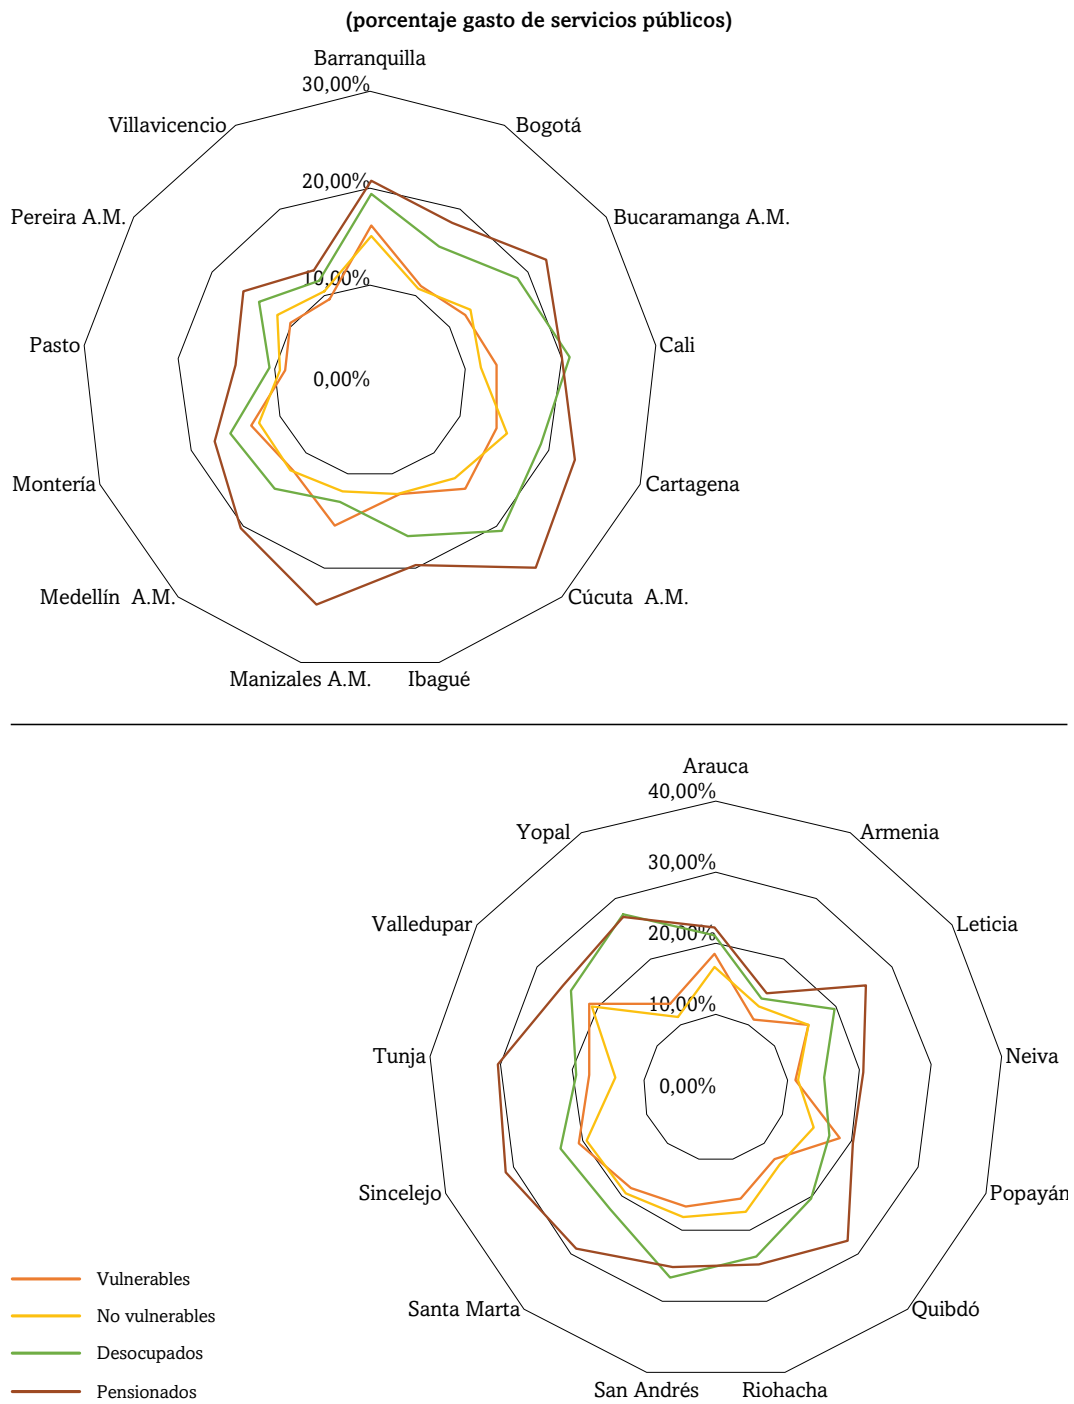 (porcentaje gasto de servicios públicos)
Barranquilla
30,00%
Villavicencio
Bogotá
20,00%
Pereira A.M.
Bucaramanga A.M.
10,00%
Pasto
Cali
0,00%
Montería
Cartagena
Medellín  A.M.
Cúcuta  A.M.
Manizales A.M.
Ibagué
Arauca
40,00%
Yopal
Armenia
30,00%
Valledupar
Leticia
20,00%
10,00%
Tunja
Neiva
0,00%
Sincelejo
Popayán
Santa Marta
Quibdó
San Andrés
Riohacha
Vulnerables
No vulnerables
Desocupados
Pensionados